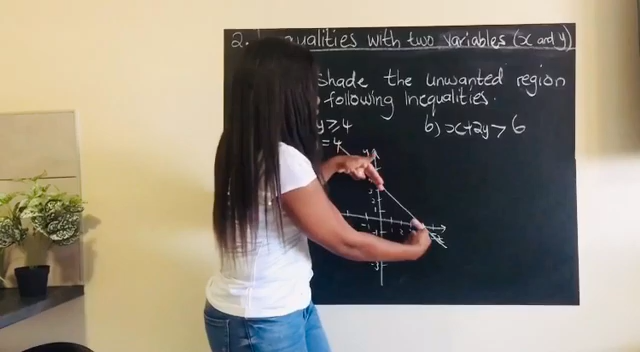 2. Inequalities with two variables (x and y)
Shade the unwanted region
following Inequalities.
y ≥ 4
b) x + 2y > 6
= 4
y